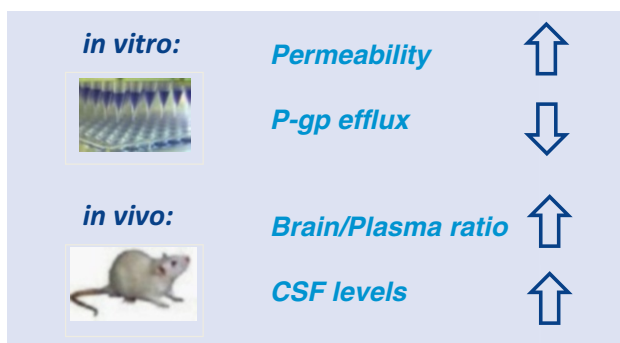 in vitro:
Permeability
P-gp efflux
in vivo:
Brain/Plasma ratio
CSF levels